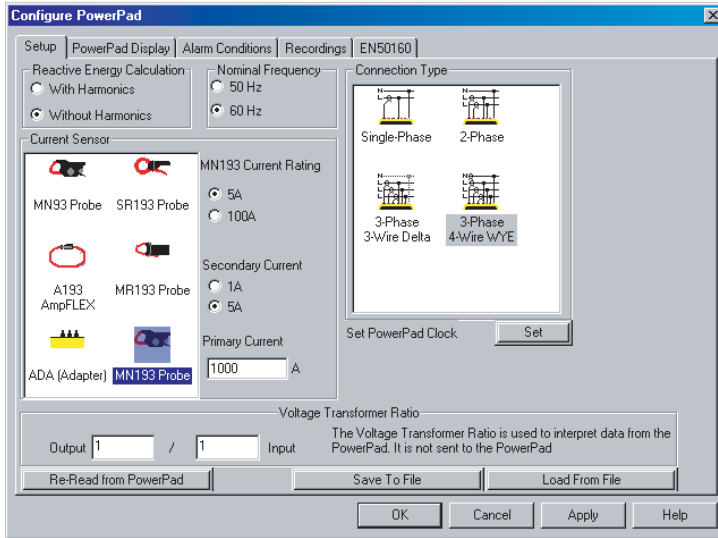 Configure PowerPad
Setup
PowerPad Display
Alarm Conditions
Recordings
EN50160
Reactive Energy Calculation
With Harmonics
Without Harmonics
Nominal Frequency
50 Hz
60 Hz
Connection Type
Single-Phase
2-Phase
3-Phase
3-Wire Delta
3-Phase
4-Wire WYE
Current Sensor
MN93 Probe
SR193 Probe
A193
AmpFLEX
MR193 Probe
ADA (Adapter)
MN193 Probe
MN193 Current Rating
5A
100A
Secondary Current
1A
5A
Primary Current
1000 A
Set PowerPad Clock
Set
Voltage Transformer Ratio
Output 1 / 1 Input
The Voltage Transformer Ratio is used to interpret data from the
PowerPad. It is not sent to the PowerPad
Re-Read from PowerPad
Save To File
Load From File
OK
Cancel
Apply
Help